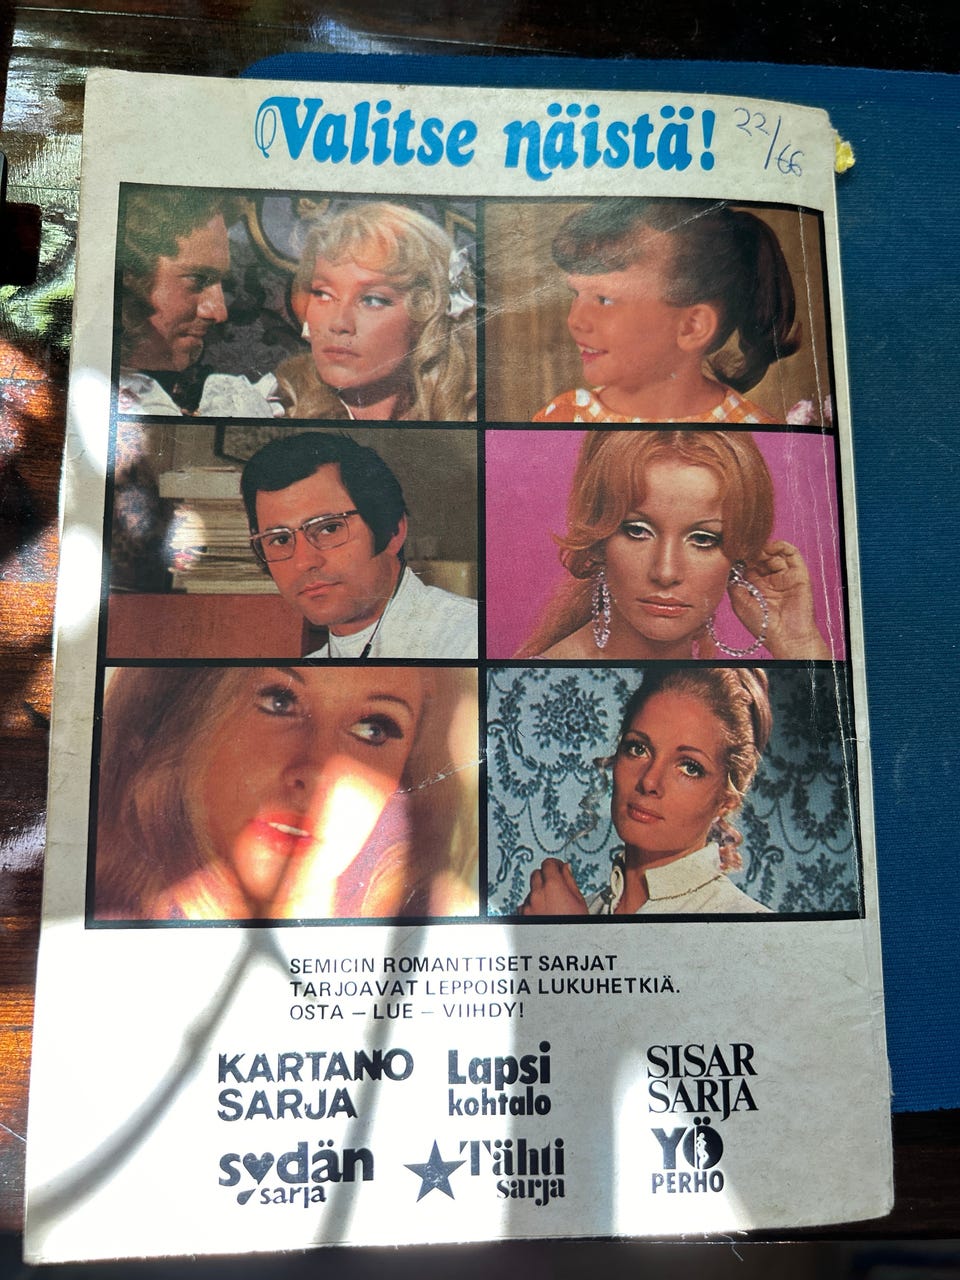 Valitse näistä!
22/66
SEMICIN ROMANTTISET SARJAT
TARJOAVAT LEPPOISIA LUKUHETKIÄ.
OSTA – LUE – VIIHDY!
KARTANO
SARJA
Lapsi
kohtalo
SISAR
SARJA
sydän
sarja
Tähti
sarja
YÖ
PERHO